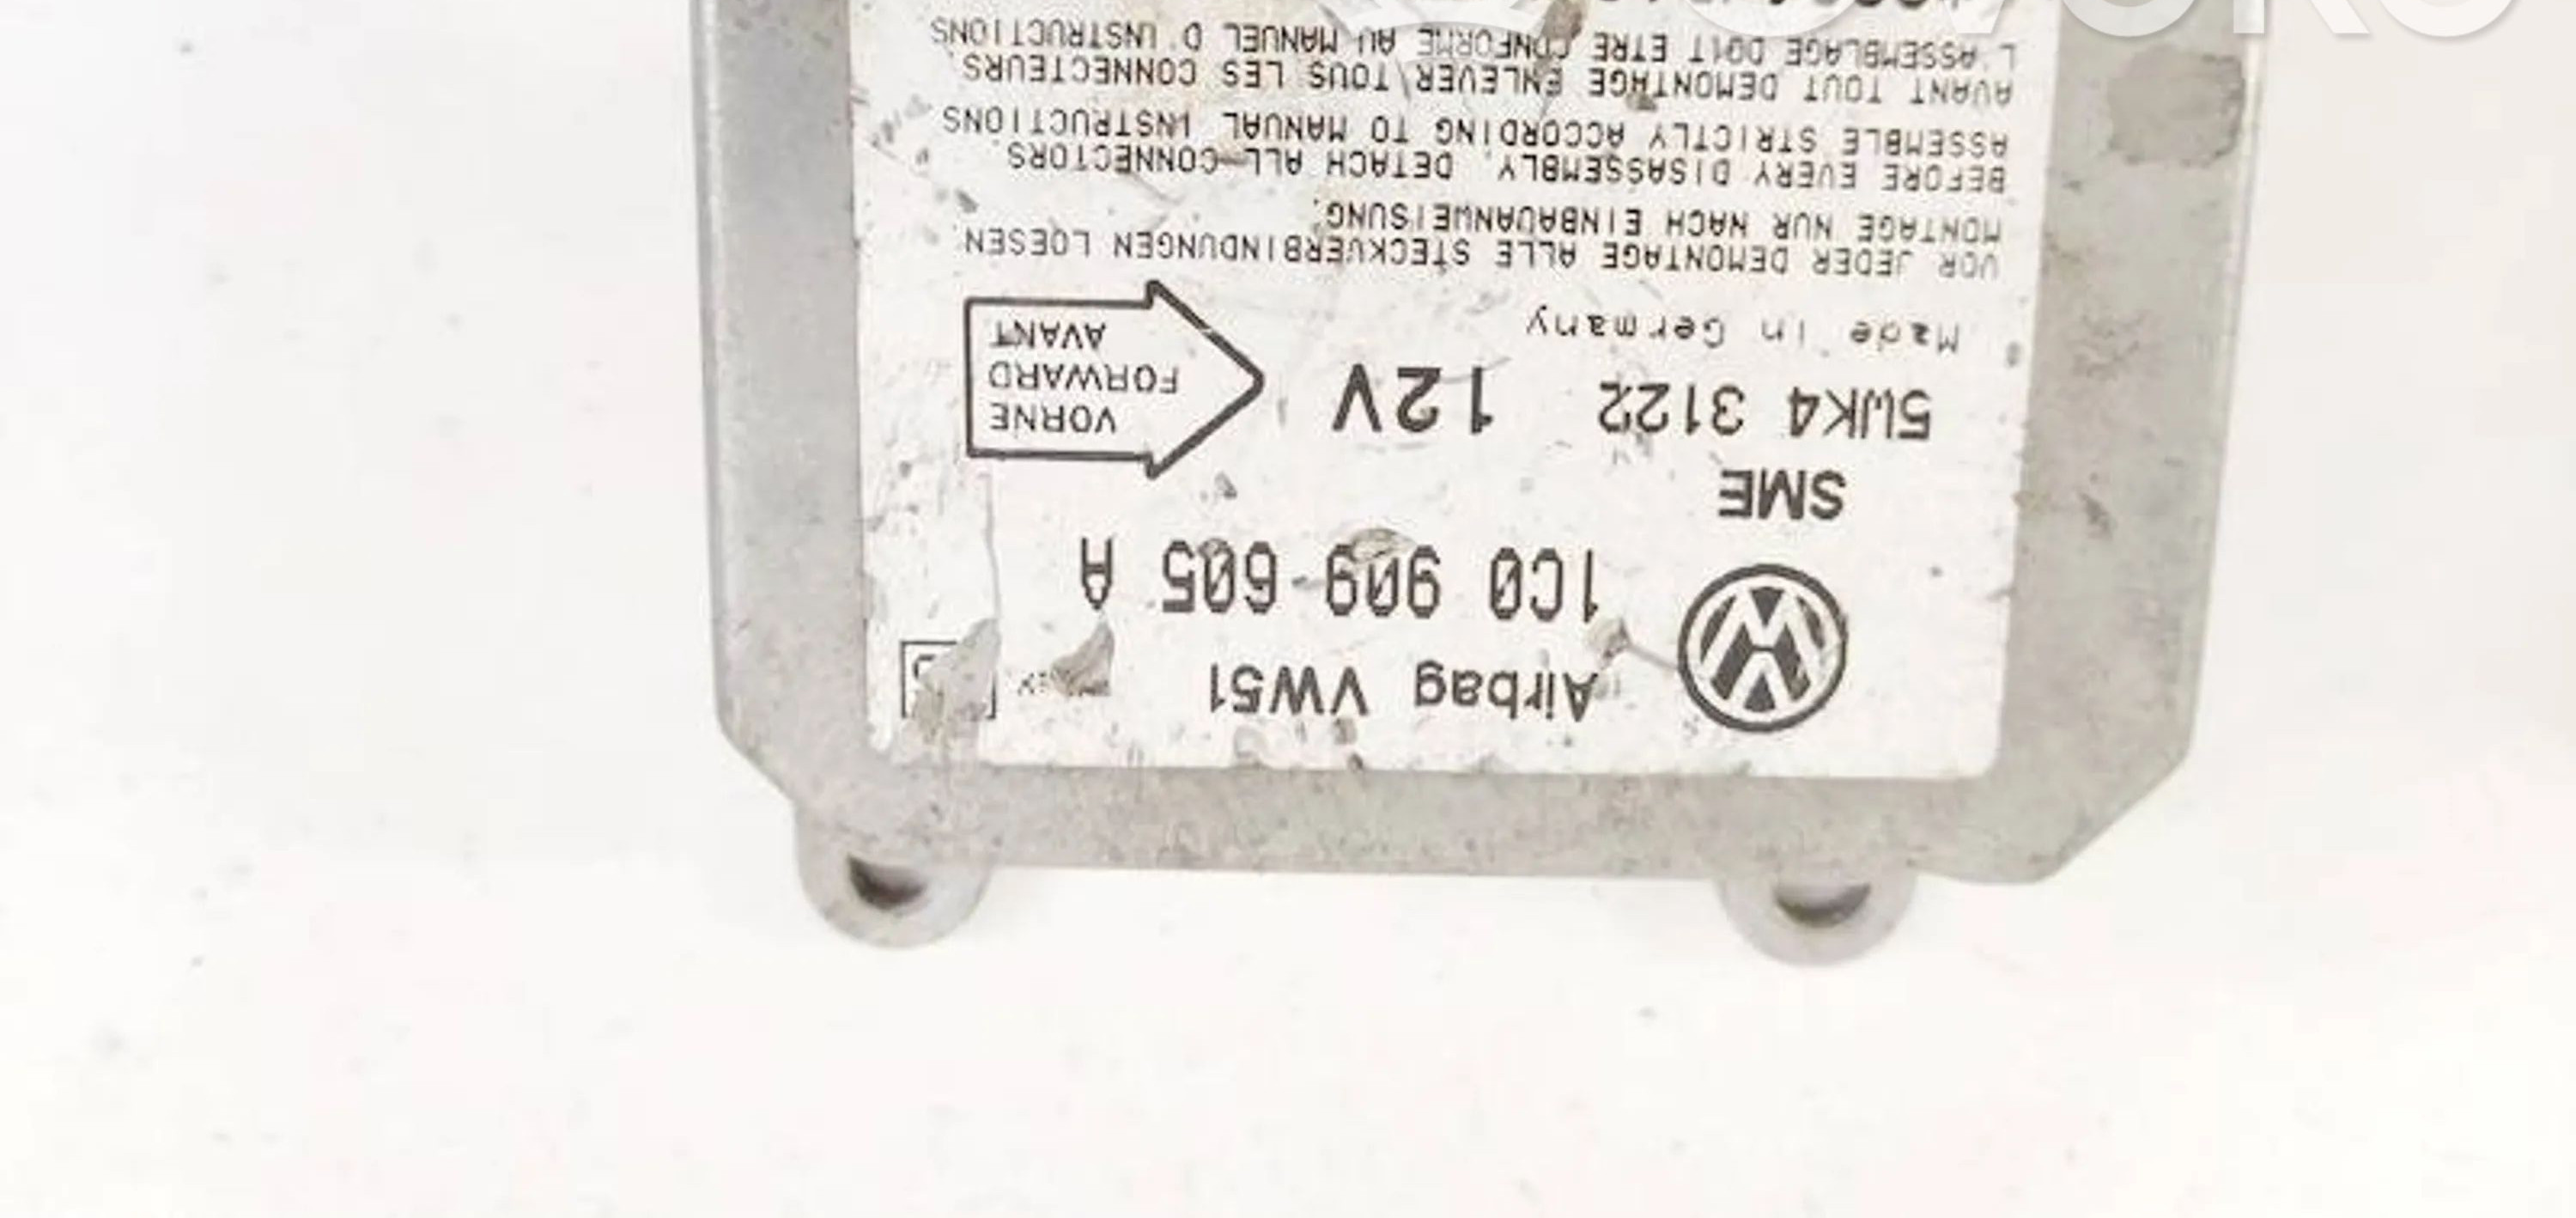 Airbag VW51
1C0 909 605 A
SME
5WK4 3122 12V
VORNE
FORWARD
AVANT
Made in Germany
VOR JEDER DEMONTAGE ALLE STECKVERBINDUNGEN LOESEN
MONTAGE NUR NACH EINBAUANWEISUNG.
BEFORE EVERY DISASSEMBLY, DETACH ALL CONNECTORS
ASSEMBLE STRICTLY ACCORDING TO MANUAL INSTRUCTIONS
AVANT TOUT DEMONTAGE ENLEVER TOUS LES CONNECTEURS.
L'ASSEMBLAGE DOIT ETRE CONFORME AU MANUEL D'INSTRUCTIONS